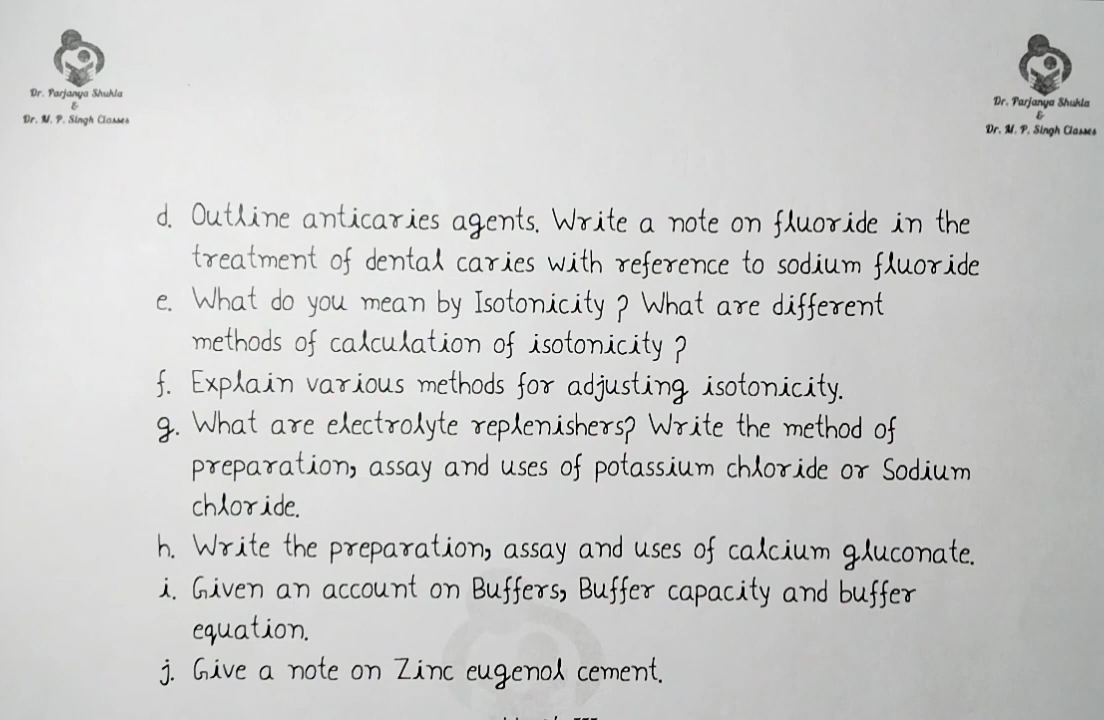 Dr. Parjanya Shukla
&
Dr. M. P. Singh Classes
Dr. Parjanya Shukla
&
Dr. M. P. Singh Classes
d. Outline anticaries agents. Write a note on fluoride in the
treatment of dental caries with reference to sodium fluoride
e. What do you mean by Isotonicity ? What are different
methods of calculation of isotonicity ?
f. Explain various methods for adjusting isotonicity.
g. What are electrolyte replenishers? Write the method of
preparation, assay and uses of potassium chloride or Sodium
chloride.
h. Write the preparation, assay and uses of calcium gluconate.
i. Given an account on Buffers, Buffer capacity and buffer
equation.
j. Give a note on Zinc eugenol cement.